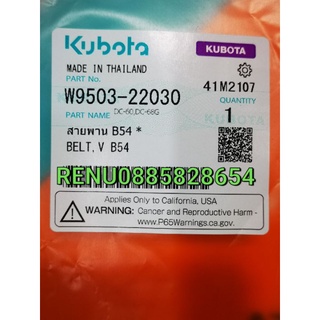 Kubota
KUBOTA
MADE IN THAILAND
PART No.
41M2107
W9503-22030
QUANTITY
DC-60,DC-68G
1
PART NAME
สายพาน B54 *
BELT, V B54
RENU0885828654
Applies Only to California, USA
WARNING: Cancer and Reproductive Harm -
www.P65Warnings.ca.gov.